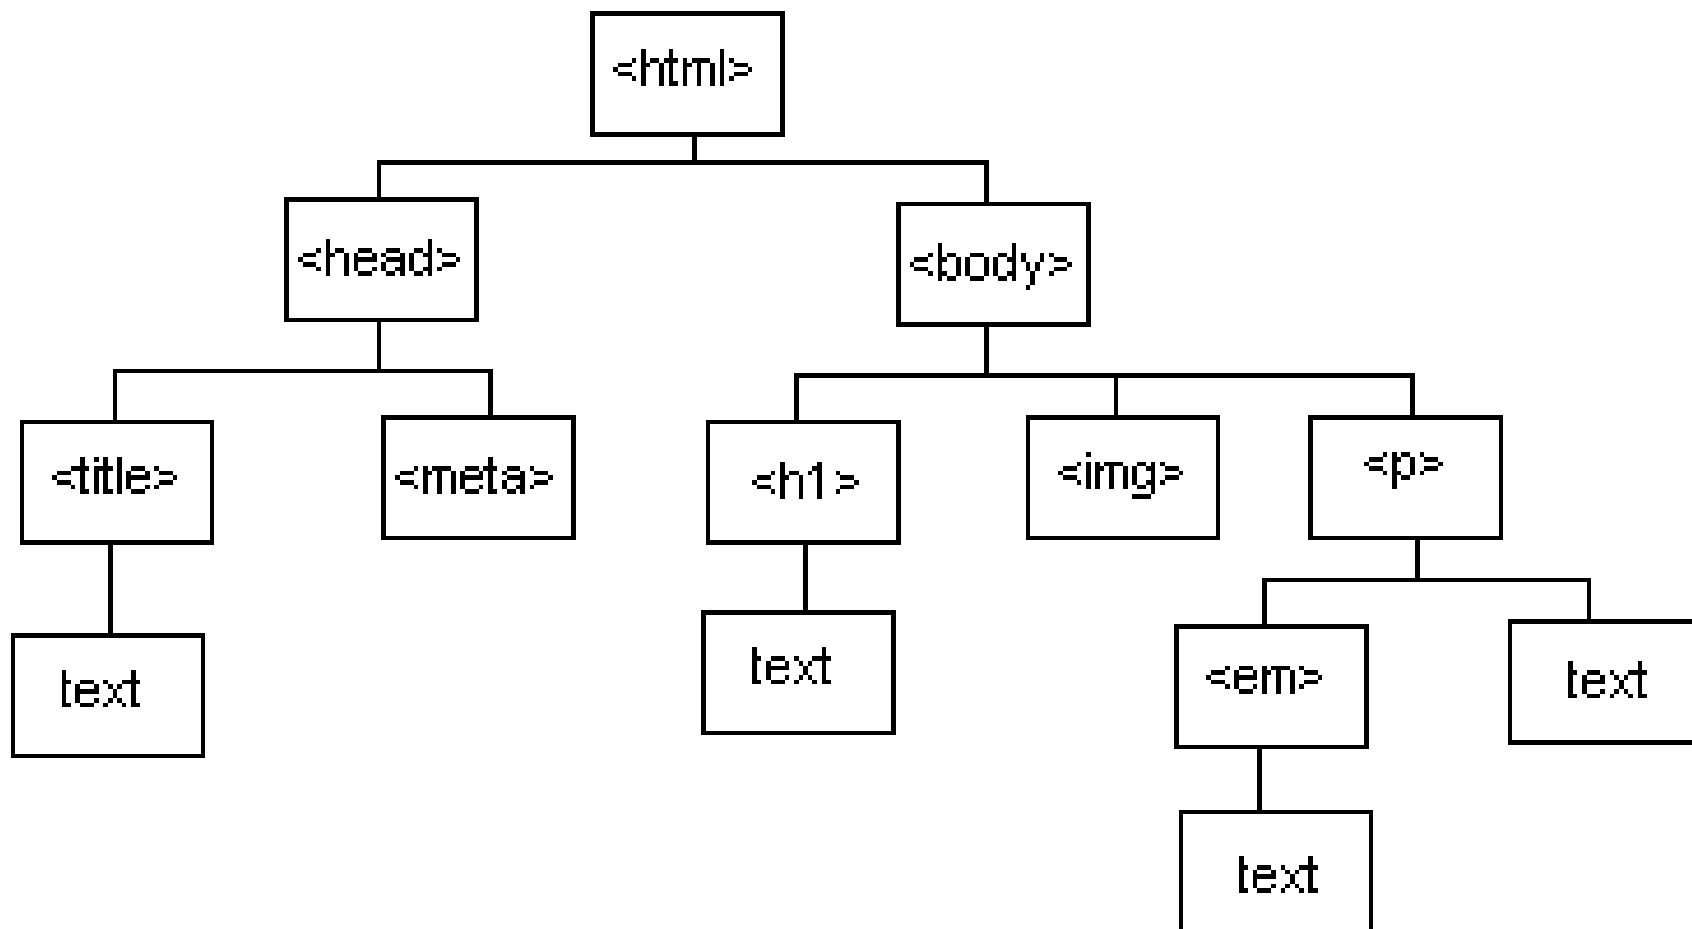 <html>
<head>
<body>
<title>
<meta>
<h1>
<img>
<p>
text
text
<em>
text
text